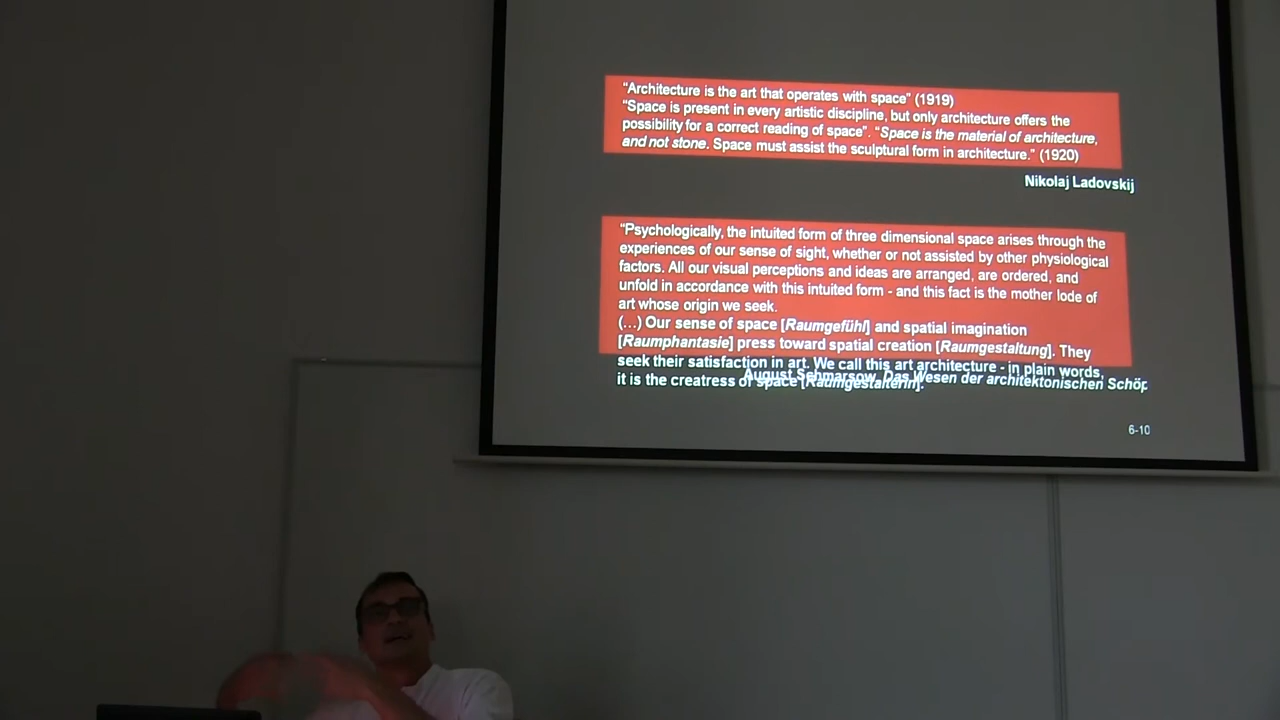 “Architecture is the art that operates with space” (1919)
“Space is present in every artistic discipline, but only architecture offers the
possibility for a correct reading of space”. “Space is the material of architecture,
and not stone. Space must assist the sculptural form in architecture.” (1920)
Nikolaj Ladovskij
“Psychologically, the intuited form of three dimensional space arises through the
experiences of our sense of sight, whether or not assisted by other physiological
factors. All our visual perceptions and ideas are arranged, are ordered, and
unfold in accordance with this intuited form - and this fact is the mother lode of
art whose origin we seek.
(...) Our sense of space [Raumgefühl] and spatial imagination
[Raumphantasie] press toward spatial creation [Raumgestaltung]. They
seek their satisfaction in art. We call this art architecture - in plain words,
it is the creatress of space [Raumgestalterin].
August Schmarsow, Das Wesen der architektonischen Schöp
6-10